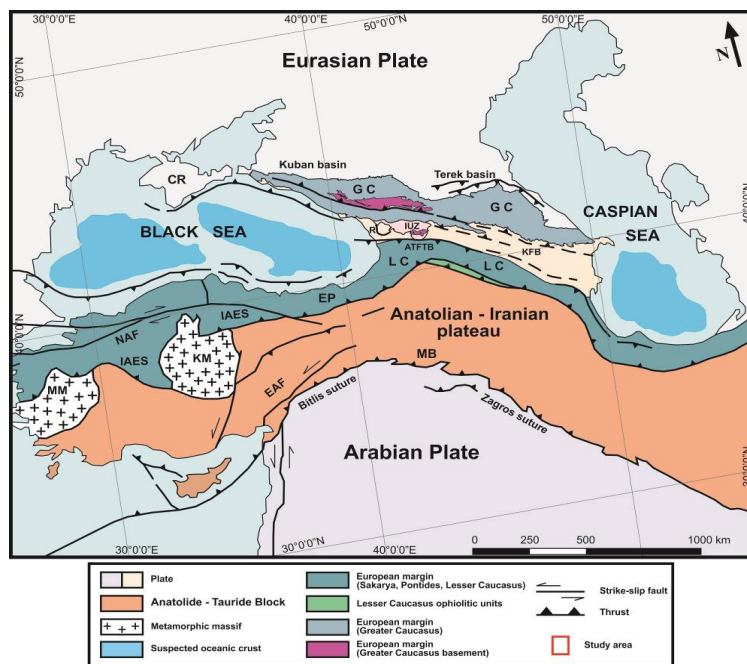 30°0'0"E
40°0'0"E
50°0'0"N
50°0'0"E
N
50°0'0"N
Eurasian Plate
Kuban basin
Terek basin
CR
G C
G C
40°0'0"N
CASPIAN
SEA
BLACK SEA
R
IUZ
ATFTB
KFB
L C
L C
EP
IAES
NAF
40°0'0"N
IAES
KM
MM
Anatolian - Iranian
plateau
MB
EAF
Bitlis suture
Zagros suture
Arabian Plate
30°0'0"N
30°0'0"E
30°0'0"N
40°0'0"E
0 250 500 1000 km
Plate
Anatolide - Tauride Block
Metamorphic massif
Suspected oceanic crust
European margin
(Sakarya, Pontides, Lesser Caucasus)
Lesser Caucasus ophiolitic units
European margin
(Greater Caucasus)
European margin
(Greater Caucasus basement)
Strike-slip fault
Thrust
Study area